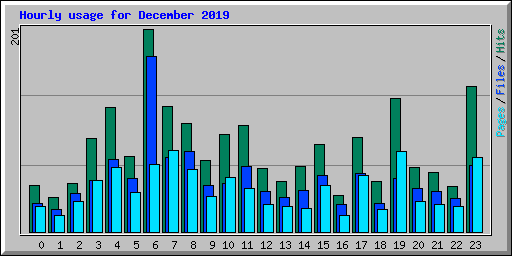 Hourly usage for December 2019
201
Pages / Files / Hits
0 1 2 3 4 5 6 7 8 9 10 11 12 13 14 15 16 17 18 19 20 21 22 23